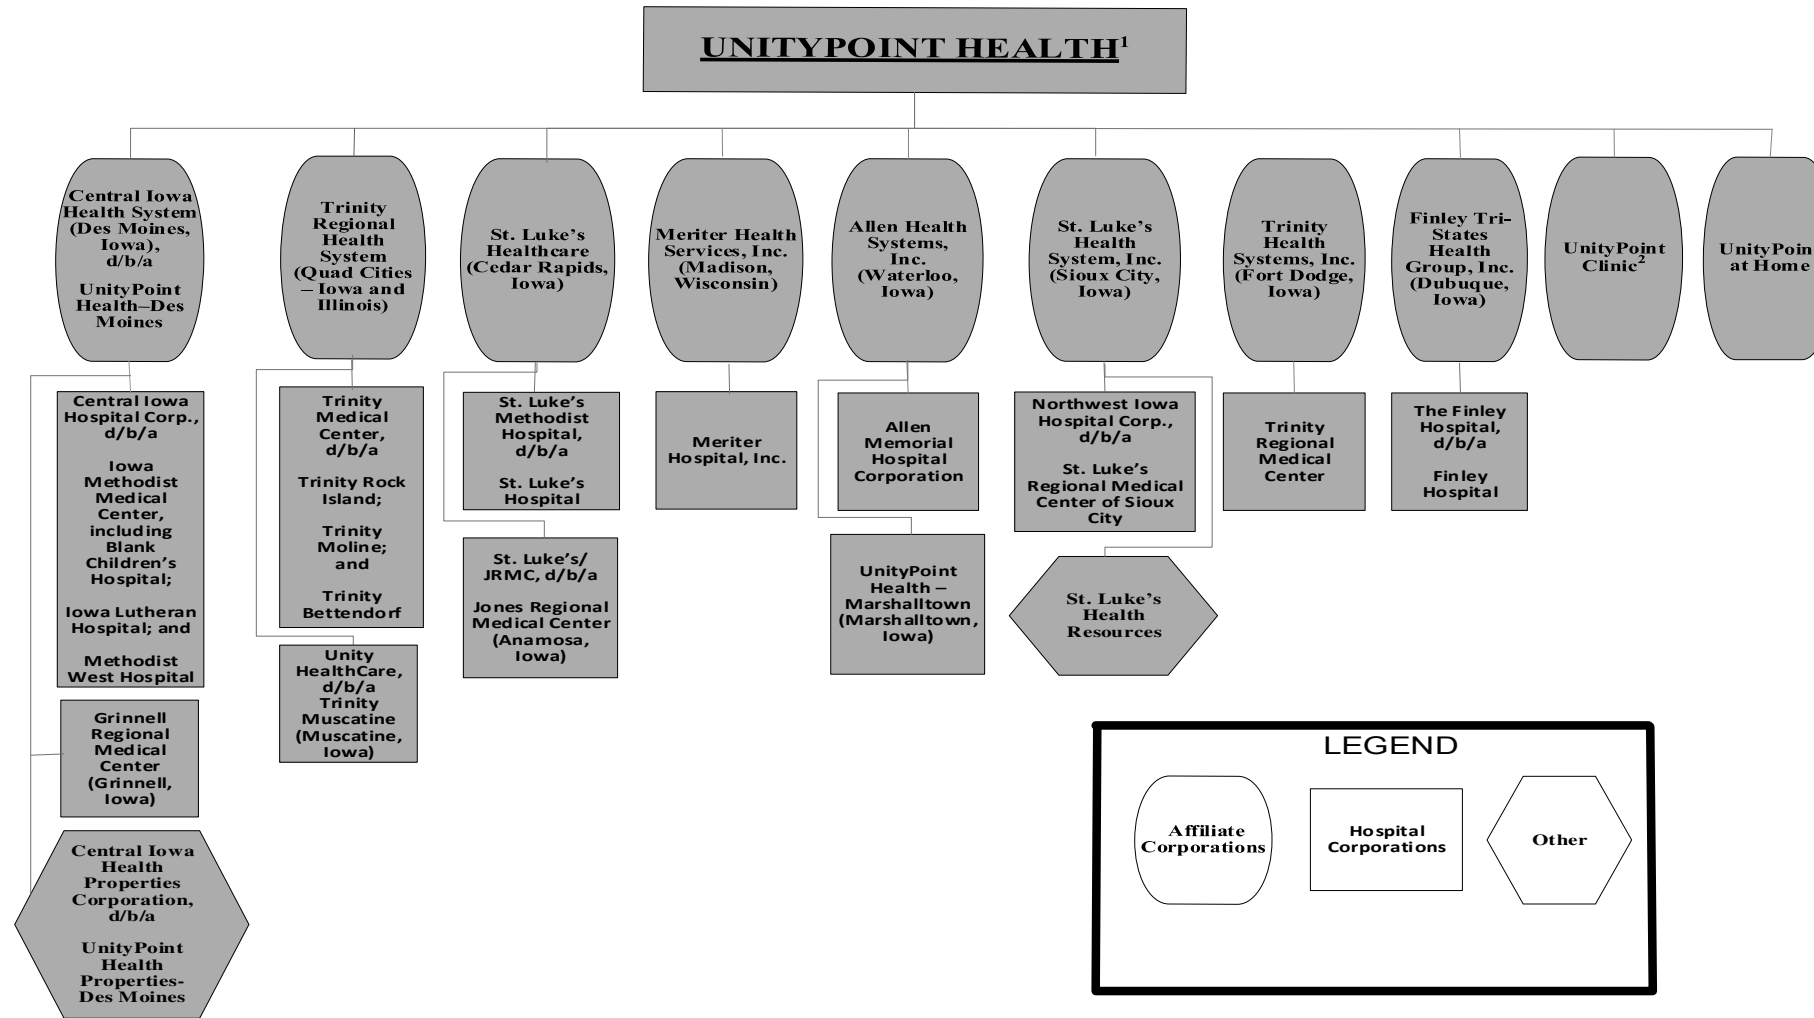 UNITYPOINT HEALTH¹
Central Iowa
Health System
(Des Moines,
Iowa),
d/b/a
UnityPoint
Health–Des
Moines
Trinity
Regional
Health
System
(Quad Cities
– Iowa and
Illinois)
St. Luke’s
Healthcare
(Cedar Rapids,
Iowa)
Meriter Health
Services, Inc.
(Madison,
Wisconsin)
Allen Health
Systems,
Inc.
(Waterloo,
Iowa)
St. Luke’s
Health
System, Inc.
(Sioux City,
Iowa)
Trinity
Health
Systems, Inc.
(Fort Dodge,
Iowa)
Finley Tri-
States
Health
Group, Inc.
(Dubuque,
Iowa)
UnityPoint
Clinic²
UnityPoin
at Home
Central Iowa
Hospital Corp.,
d/b/a
Iowa
Methodist
Medical
Center,
including
Blank
Children’s
Hospital;
Iowa Lutheran
Hospital; and
Methodist
West Hospital
Grinnell
Regional
Medical
Center
(Grinnell,
Iowa)
Central Iowa
Health
Properties
Corporation,
d/b/a
UnityPoint
Health
Properties-
Des Moines
Trinity
Medical
Center,
d/b/a
Trinity Rock
Island;
Trinity
Moline;
and
Trinity
Bettendorf
Unity
HealthCare,
d/b/a
Trinity
Muscatine
(Muscatine,
Iowa)
St. Luke’s
Methodist
Hospital,
d/b/a
St. Luke’s
Hospital
St. Luke’s/
JRMC, d/b/a
Jones Regional
Medical Center
(Anamosa,
Iowa)
Meriter
Hospital, Inc.
Allen
Memorial
Hospital
Corporation
UnityPoint
Health –
Marshalltown
(Marshalltown,
Iowa)
Northwest Iowa
Hospital Corp.,
d/b/a
St. Luke’s
Regional Medical
Center of Sioux
City
St. Luke’s
Health
Resources
Trinity
Regional
Medical
Center
The Finley
Hospital,
d/b/a
Finley
Hospital
LEGEND
Affiliate
Corporations
Hospital
Corporations
Other